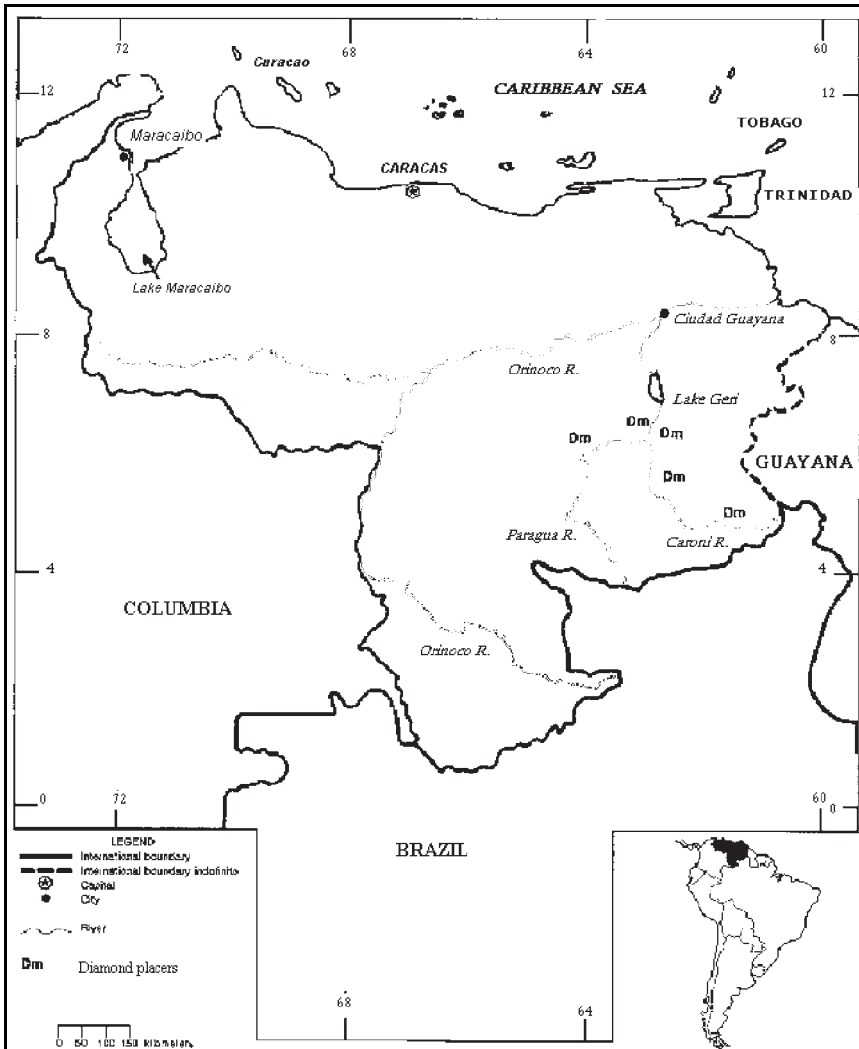 72
68
64
60
Curacao
12
CARIBBEAN SEA
12
TOBAGO
Maracaibo
CARACAS
TRINIDAD
Lake Maracaibo
Ciudad Guayana
8
8
Orinoco R.
Lake Geri
Dm
Dm
Dm
GUAYANA
Dm
Dm
Paragua R.
Caroni R.
4
4
COLUMBIA
Orinoco R.
0
72
60
0
BRAZIL
LEGEND
International boundary
International boundary indofinite
Capital
City
River
Dm
Diamond placers
68
64
0 50 100 150 kilometers